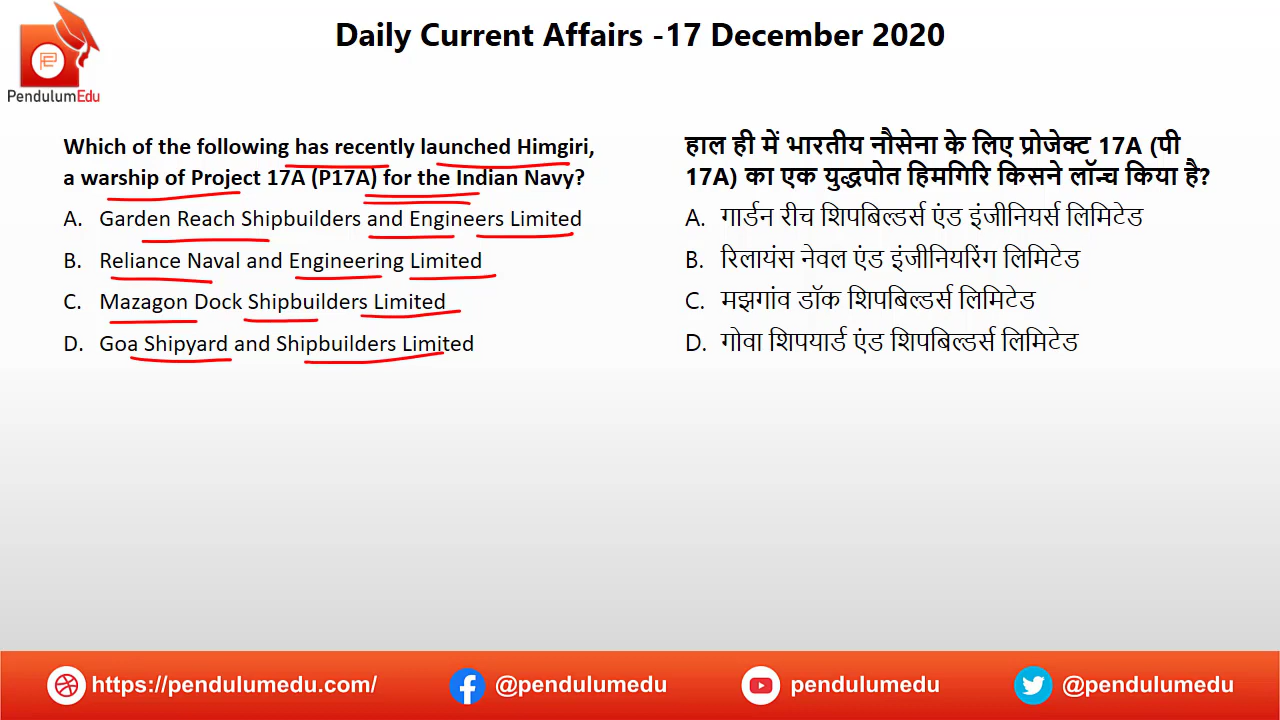 Daily Current Affairs -17 December 2020
PendulumEdu
Which of the following has recently launched Himgiri,
a warship of Project 17A (P17A) for the Indian Navy?
A. Garden Reach Shipbuilders and Engineers Limited
B. Reliance Naval and Engineering Limited
C. Mazagon Dock Shipbuilders Limited
D. Goa Shipyard and Shipbuilders Limited
हाल ही में भारतीय नौसेना के लिए प्रोजेक्ट 17A (पी
17A) का एक युद्धपोत हिमगिरि किसने लॉन्च किया है?
A. गार्डन रीच शिपबिल्डर्स एंड इंजीनियर्स लिमिटेड
B. रिलायंस नेवल एंड इंजीनियरिंग लिमिटेड
C. मझगांव डॉक शिपबिल्डर्स लिमिटेड
D. गोवा शिपयार्ड एंड शिपबिल्डर्स लिमिटेड
https://pendulumedu.com/
@pendulumedu
pendulumedu
@pendulumedu